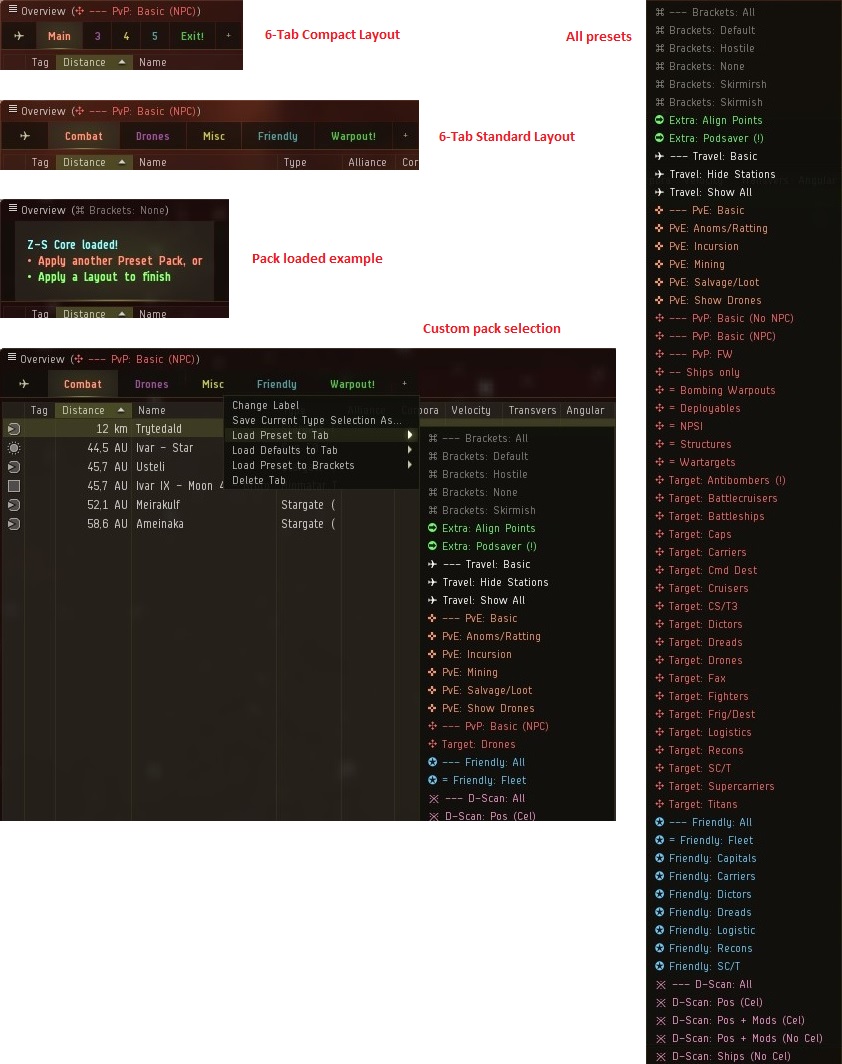 Overview (✣ --- PvP: Basic (NPC))
Main 3 4 5 Exit! +
Tag Distance Name
6-Tab Compact Layout
Overview (✣ --- PvP: Basic (NPC))
Combat Drones Misc Friendly Warpout! +
Tag Distance Name Type Alliance Cor
6-Tab Standard Layout
Overview (⌘ Brackets: None)
Z-S Core loaded!
• Apply another Preset Pack, or
• Apply a Layout to finish
Tag Distance Name
Pack loaded example
Custom pack selection
Overview (✣ --- PvP: Basic (NPC))
Combat Drones Misc Friendly Warpout! +
Tag Distance Name Velocity Transvers Angular
12 km Trytedald
44,5 AU Ivar - Star
45,7 AU Usteli
45,7 AU Ivar IX - Moon 4
52,1 AU Meirakulf Stargate (
58,6 AU Ameinaka Stargate (
Change Label
Save Current Type Selection As...
Load Preset to Tab
Load Defaults to Tab
Load Preset to Brackets
Delete Tab
⌘ --- Brackets: All
⌘ Brackets: Default
⌘ Brackets: Hostile
⌘ Brackets: None
⌘ Brackets: Skirmish
Extra: Align Points
Extra: Podsaver (!)
✈ --- Travel: Basic
✈ Travel: Hide Stations
✈ Travel: Show All
✜ --- PvE: Basic
✜ PvE: Anoms/Ratting
✜ PvE: Incursion
✜ PvE: Mining
✜ PvE: Salvage/Loot
✜ PvE: Show Drones
✣ --- PvP: Basic (NPC)
✣ Target: Drones
✪ --- Friendly: All
✪ = Friendly: Fleet
※ --- D-Scan: All
※ D-Scan: Pos (Cel)
All presets
⌘ --- Brackets: All
⌘ Brackets: Default
⌘ Brackets: Hostile
⌘ Brackets: None
⌘ Brackets: Skirmirsh
⌘ Brackets: Skirmish
Extra: Align Points
Extra: Podsaver (!)
✈ --- Travel: Basic
✈ Travel: Hide Stations
✈ Travel: Show All
✜ --- PvE: Basic
✜ PvE: Anoms/Ratting
✜ PvE: Incursion
✜ PvE: Mining
✜ PvE: Salvage/Loot
✜ PvE: Show Drones
✣ --- PvP: Basic (No NPC)
✣ --- PvP: Basic (NPC)
✣ --- PvP: FW
✣ -- Ships only
✣ = Bombing Warpouts
✣ = Deployables
✣ = NPSI
✣ = Structures
✣ = Wartargets
✣ Target: Antibombers (!)
✣ Target: Battlecruisers
✣ Target: Battleships
✣ Target: Caps
✣ Target: Carriers
✣ Target: Cmd Dest
✣ Target: Cruisers
✣ Target: CS/T3
✣ Target: Dictors
✣ Target: Dreads
✣ Target: Drones
✣ Target: Fax
✣ Target: Fighters
✣ Target: Frig/Dest
✣ Target: Logistics
✣ Target: Recons
✣ Target: SC/T
✣ Target: Supercarriers
✣ Target: Titans
✪ --- Friendly: All
✪ = Friendly: Fleet
✪ Friendly: Capitals
✪ Friendly: Carriers
✪ Friendly: Dictors
✪ Friendly: Dreads
✪ Friendly: Logistic
✪ Friendly: Recons
✪ Friendly: SC/T
※ --- D-Scan: All
※ D-Scan: Pos (Cel)
※ D-Scan: Pos + Mods (Cel)
※ D-Scan: Pos + Mods (No Cel)
※ D-Scan: Ships (No Cel)